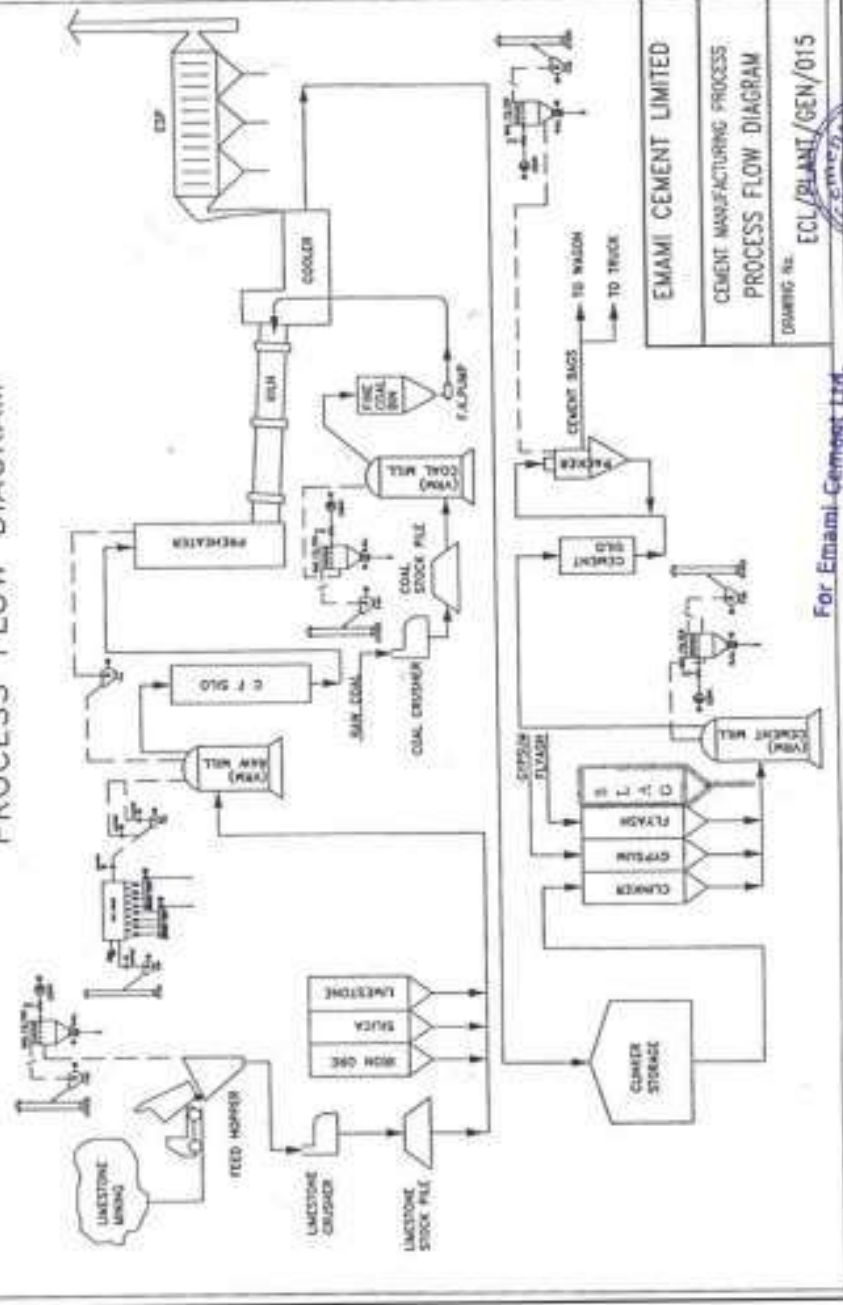 PROCESS FLOW DIAGRAM
LIMESTONE
MINING
FEED HOPPER
LIMESTONE
CRUSHER
LIMESTONE
STOCK PILE
IRON ORE
SILICA
LIMESTONE
(VRM)
RAW MILL
C F SILO
PREHEATER
KILN
COOLER
ESP
RAW COAL
COAL CRUSHER
COAL
STOCK PILE
(VRM)
COAL MILL
FINE
COAL
BIN
F.K.PUMP
CLINKER
STORAGE
GYPSUM
FLYASH
CLINKER
GYPSUM
FLYASH
(VRM)
CEMENT MILL
CEMENT
SILO
PACKER
CEMENT BAGS
TO WAGON
TO TRUCK
EMAMI CEMENT LIMITED
CEMENT MANUFACTURING PROCESS
PROCESS FLOW DIAGRAM
DRAWING No.
ECL/PLANT/GEN/015
For Emami Cement Ltd.